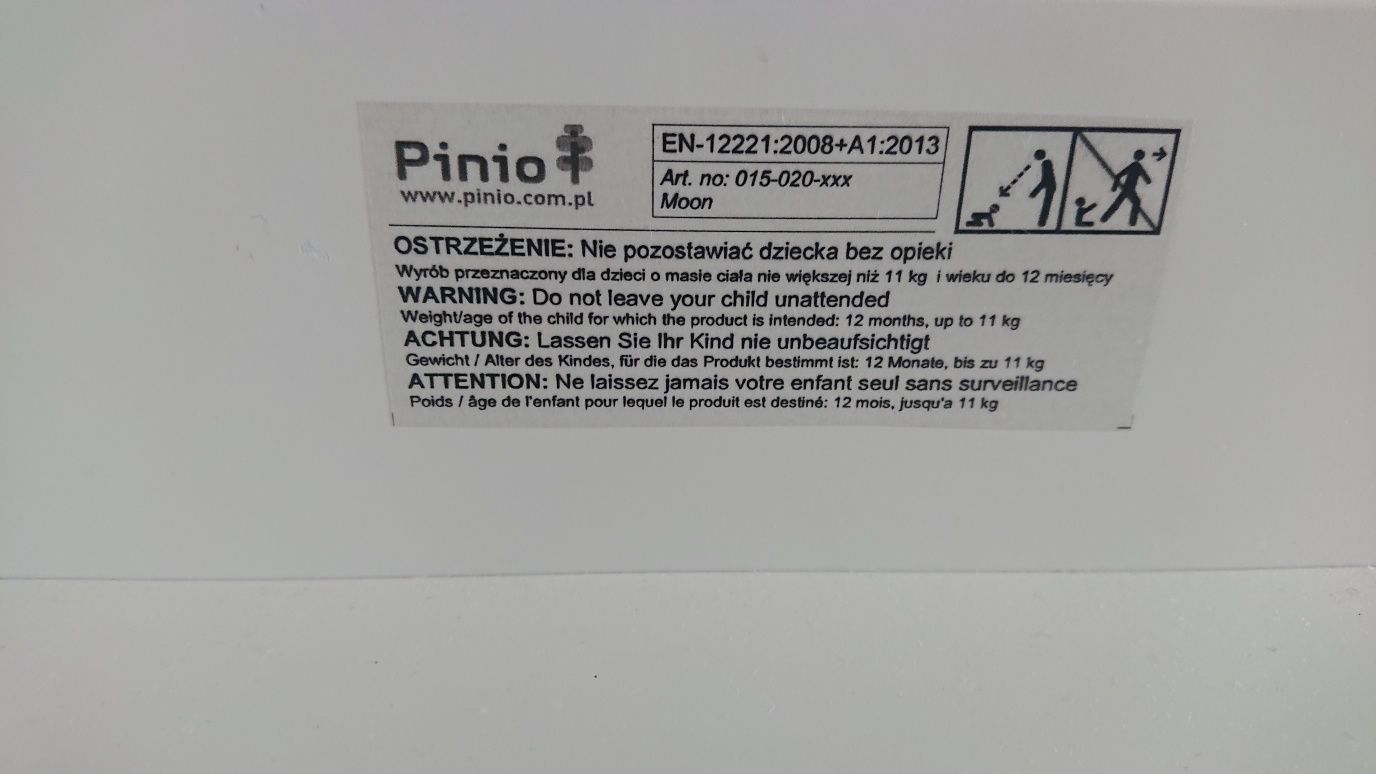 Pinio
www.pinio.com.pl
EN-12221:2008+A1:2013
Art. no: 015-020-xxx
Moon
OSTRZEŻENIE: Nie pozostawiać dziecka bez opieki
Wyrób przeznaczony dla dzieci o masie ciała nie większej niż 11 kg i wieku do 12 miesięcy
WARNING: Do not leave your child unattended
Weight/age of the child for which the product is intended: 12 months, up to 11 kg
ACHTUNG: Lassen Sie Ihr Kind nie unbeaufsichtigt
Gewicht / Alter des Kindes, für die das Produkt bestimmt ist: 12 Monate, bis zu 11 kg
ATTENTION: Ne laissez jamais votre enfant seul sans surveillance
Poids / âge de l'enfant pour lequel le produit est destiné: 12 mois, jusqu'a 11 kg